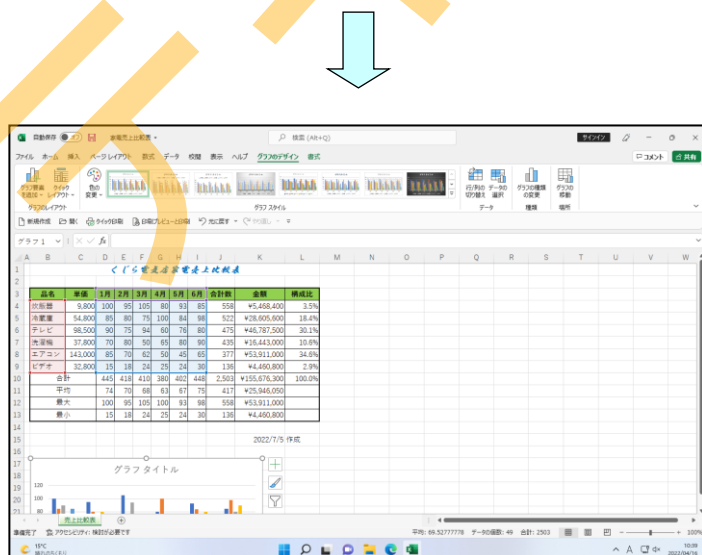 自動保存 家電売上比較表 検索 (Alt+Q) サインイン
ファイル ホーム 挿入 ページレイアウト 数式 データ 校閲 表示 ヘルプ グラフのデザイン 書式 コメント 共有
グラフ要素を追加 クイックレイアウト 色の変更 行/列の切り替え データの選択 グラフの種類の変更 グラフの移動
グラフのレイアウト グラフ スタイル データ 種類 場所
新規作成 開く クイック印刷 印刷プレビューと印刷 元に戻す やり直し
グラフ 1 fx
A B C D E F G H I J K L M N O P Q R S T U V W
1 くじら電気店家電売上比較表
2
3 品名 単価 1月 2月 3月 4月 5月 6月 合計数 金額 構成比
4 炊飯器 9,800 100 95 105 80 93 85 558 ¥5,468,400 3.5%
5 冷蔵庫 54,800 85 80 75 100 84 98 522 ¥28,605,600 18.4%
6 テレビ 98,500 90 75 94 60 76 80 475 ¥46,787,500 30.1%
7 洗濯機 37,800 70 80 50 65 80 90 435 ¥16,443,000 10.6%
8 エアコン 143,000 85 70 62 50 45 65 377 ¥53,911,000 34.6%
9 ビデオ 32,800 15 18 24 25 24 30 136 ¥4,460,800 2.9%
10 合計 445 418 410 380 402 448 2,503 ¥155,676,300 100.0%
11 平均 74 70 68 63 67 75 417 ¥25,946,050
12 最大 100 95 105 100 93 98 558 ¥53,911,000
13 最小 15 18 24 25 24 30 136 ¥4,460,800
14
15 2022/7/5 作成
16
17
18 グラフ タイトル
19 120
20 100
21 80
売上比較表
準備完了 アクセシビリティ: 検討が必要です 平均: 69.52777778 データの個数: 49 合計: 2503 100%
15°C 10:39
2022/04/16